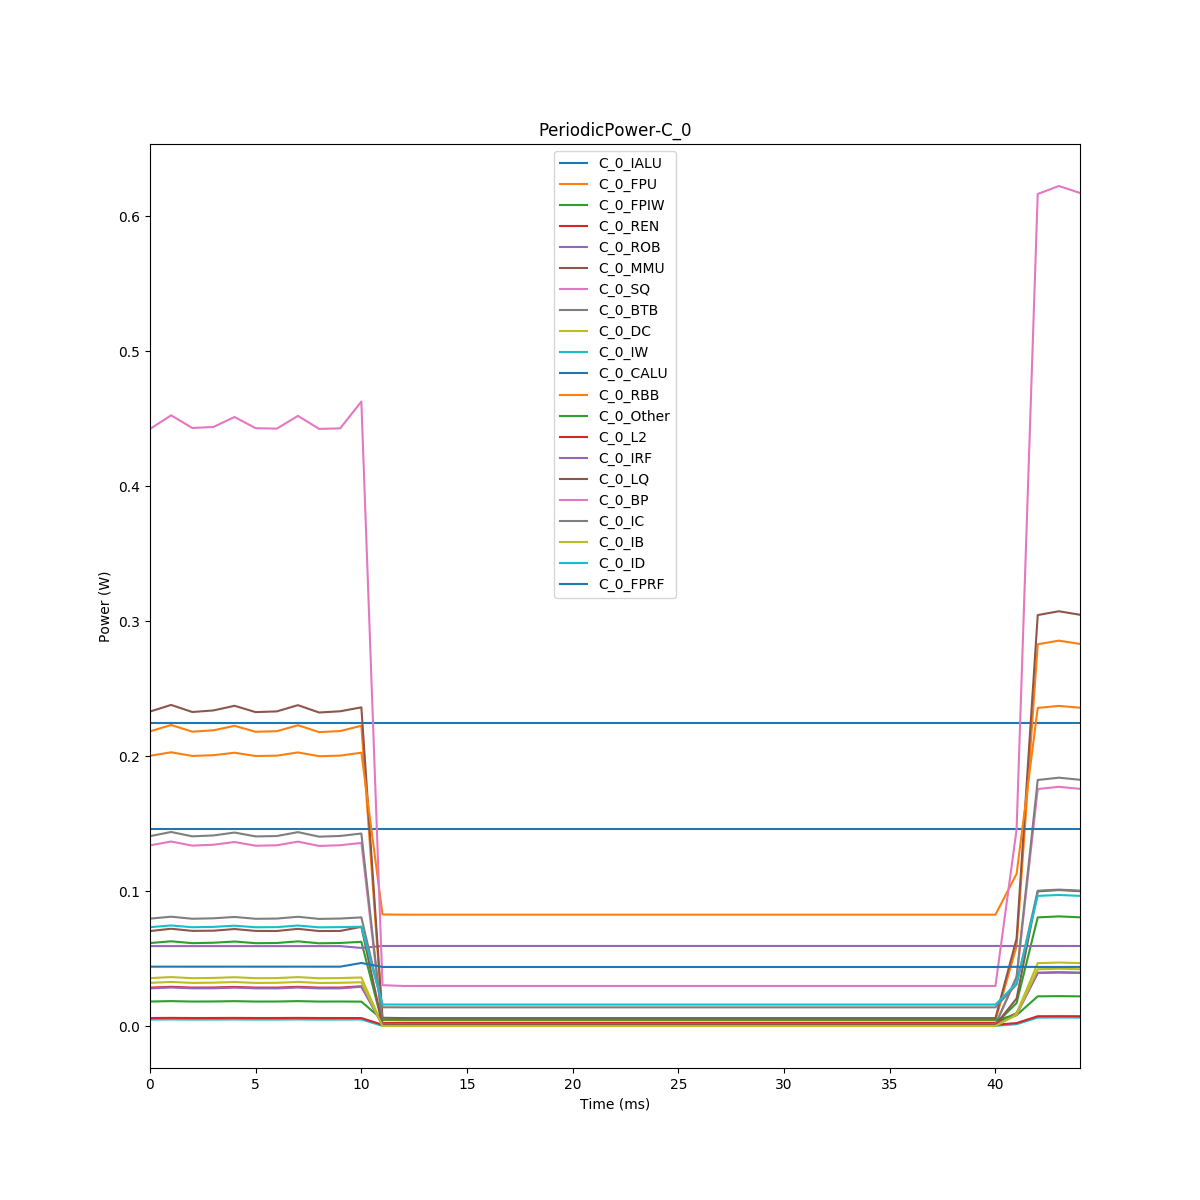 PeriodicPower-C_0
C_0_IALU
C_0_FPU
C_0_FPIW
C_0_REN
C_0_ROB
C_0_MMU
C_0_SQ
C_0_BTB
C_0_DC
C_0_IW
C_0_CALU
C_0_RBB
C_0_Other
C_0_L2
C_0_IRF
C_0_LQ
C_0_BP
C_0_IC
C_0_IB
C_0_ID
C_0_FPRF
Power (W)
0.6
0.5
0.4
0.3
0.2
0.1
0.0
0 5 10 15 20 25 30 35 40
Time (ms)